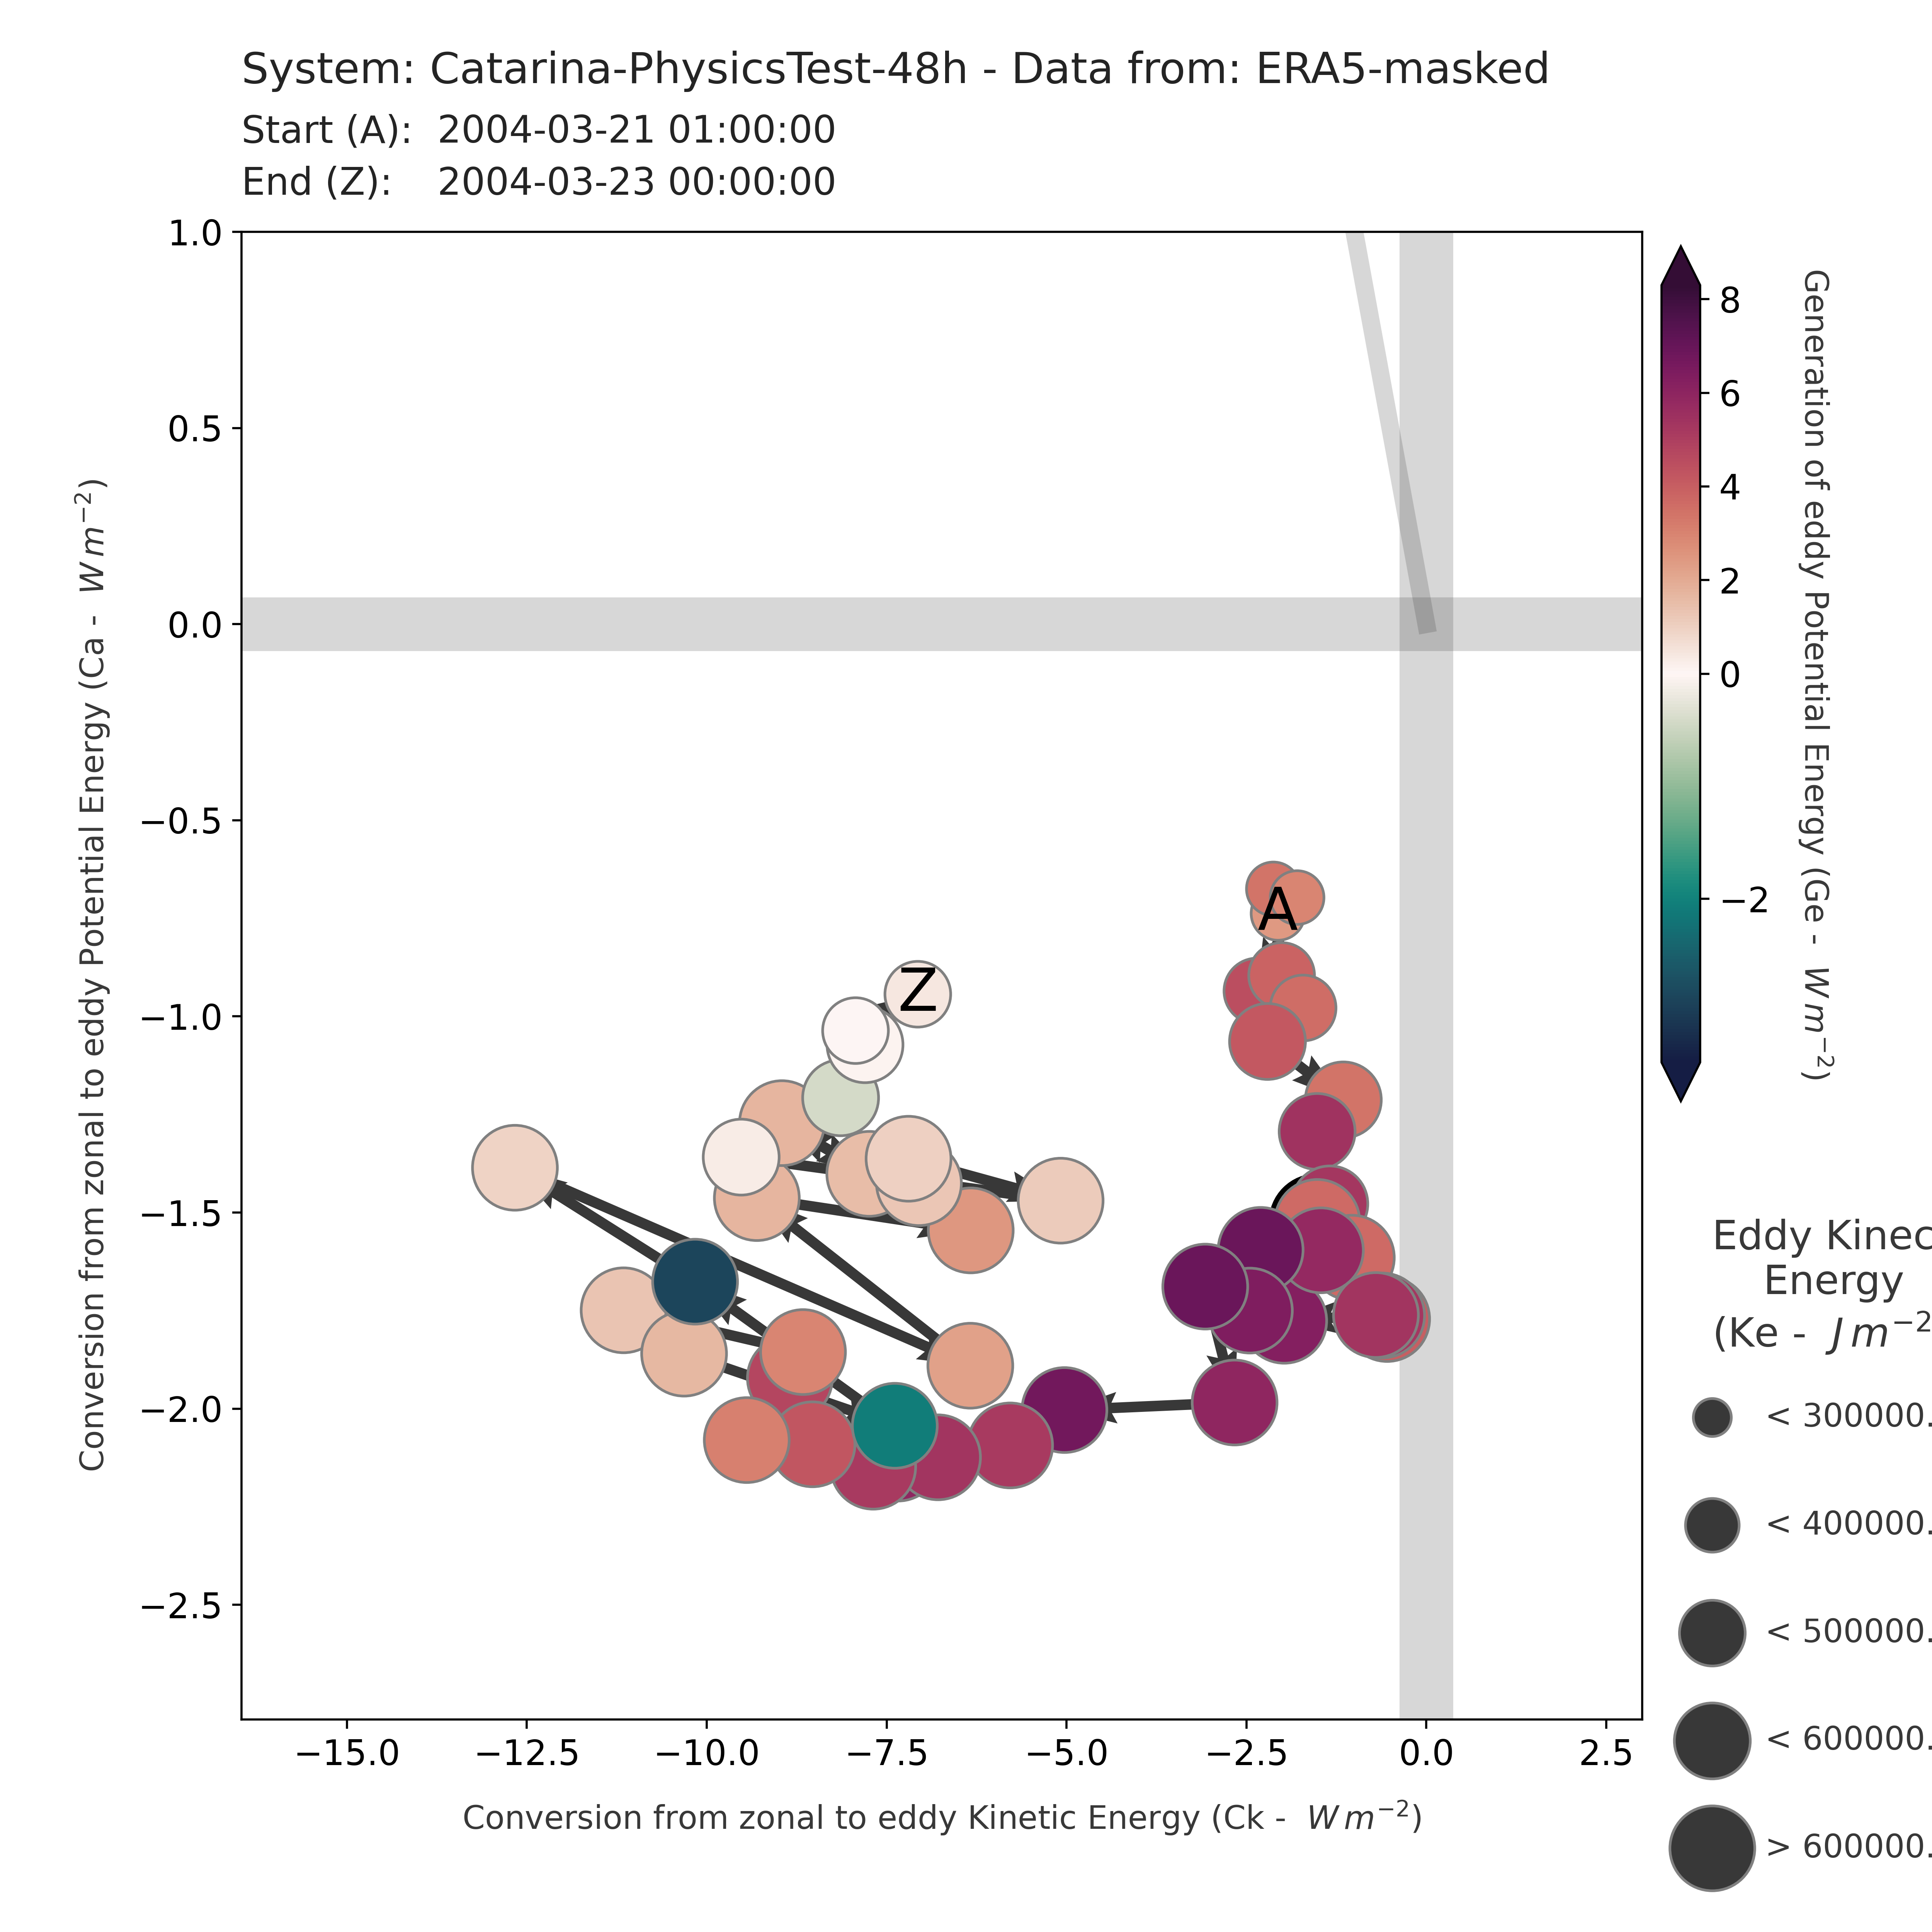 System: Catarina-PhysicsTest-48h - Data from: ERA5-masked
Start (A): 2004-03-21 01:00:00
End (Z): 2004-03-23 00:00:00
1.0
0.5
0.0
−0.5
−1.0
−1.5
−2.0
−2.5
Conversion from zonal to eddy Potential Energy (Ca - W m⁻²)
A
Z
−15.0
−12.5
−10.0
−7.5
−5.0
−2.5
0.0
2.5
Conversion from zonal to eddy Kinetic Energy (Ck - W m⁻²)
8
6
4
2
0
−2
Generation of eddy Potential Energy (Ge - W m⁻²)
Eddy Kinec
Energy
(Ke - J m⁻²
< 300000.
< 400000.
< 500000.
< 600000.
> 600000.